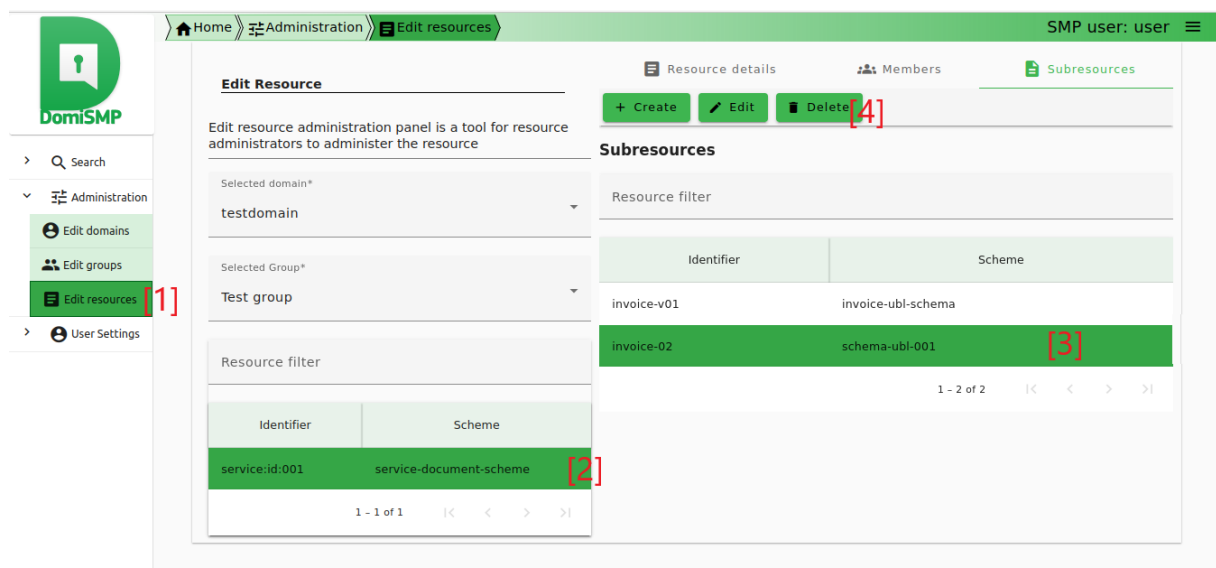 Home
Administration
Edit resources
SMP user: user
DomiSMP
Search
Administration
Edit domains
Edit groups
Edit resources
[1]
User Settings
Edit Resource
Edit resource administration panel is a tool for resource
administrators to administer the resource
Selected domain*
testdomain
Selected Group*
Test group
Resource filter
Identifier
Scheme
service:id:001
service-document-scheme
[2]
1 – 1 of 1
Resource details
Members
Subresources
+ Create
Edit
Delete
[4]
Subresources
Resource filter
Identifier
Scheme
invoice-v01
invoice-ubl-schema
invoice-02
schema-ubl-001
[3]
1 – 2 of 2